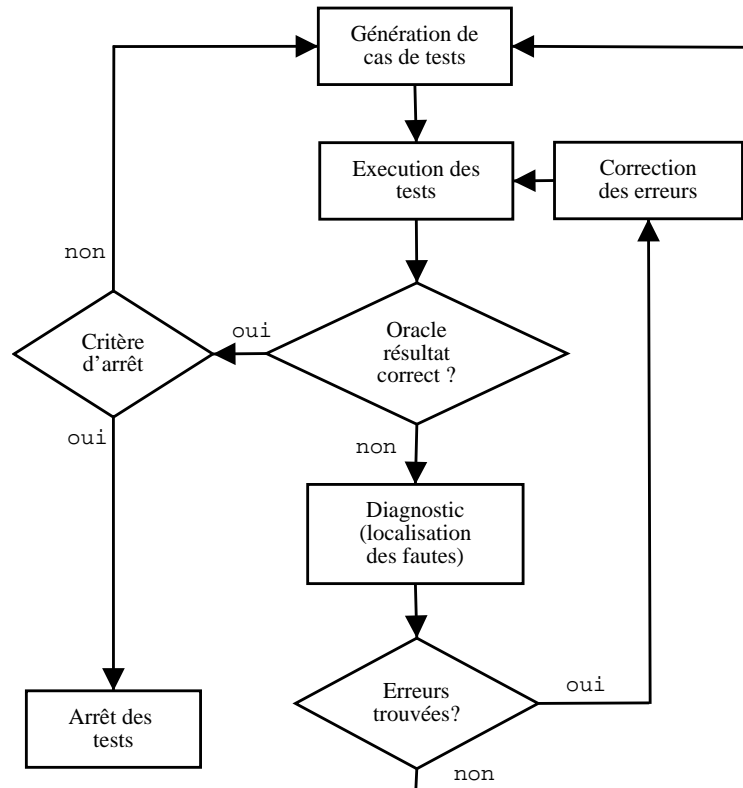 Génération de
cas de tests
Execution des
tests
Correction
des erreurs
non
oui
Critère
d'arrêt
Oracle
résultat
correct ?
oui
non
Diagnostic
(localisation
des fautes)
Erreurs
trouvées?
oui
Arrêt des
tests
non